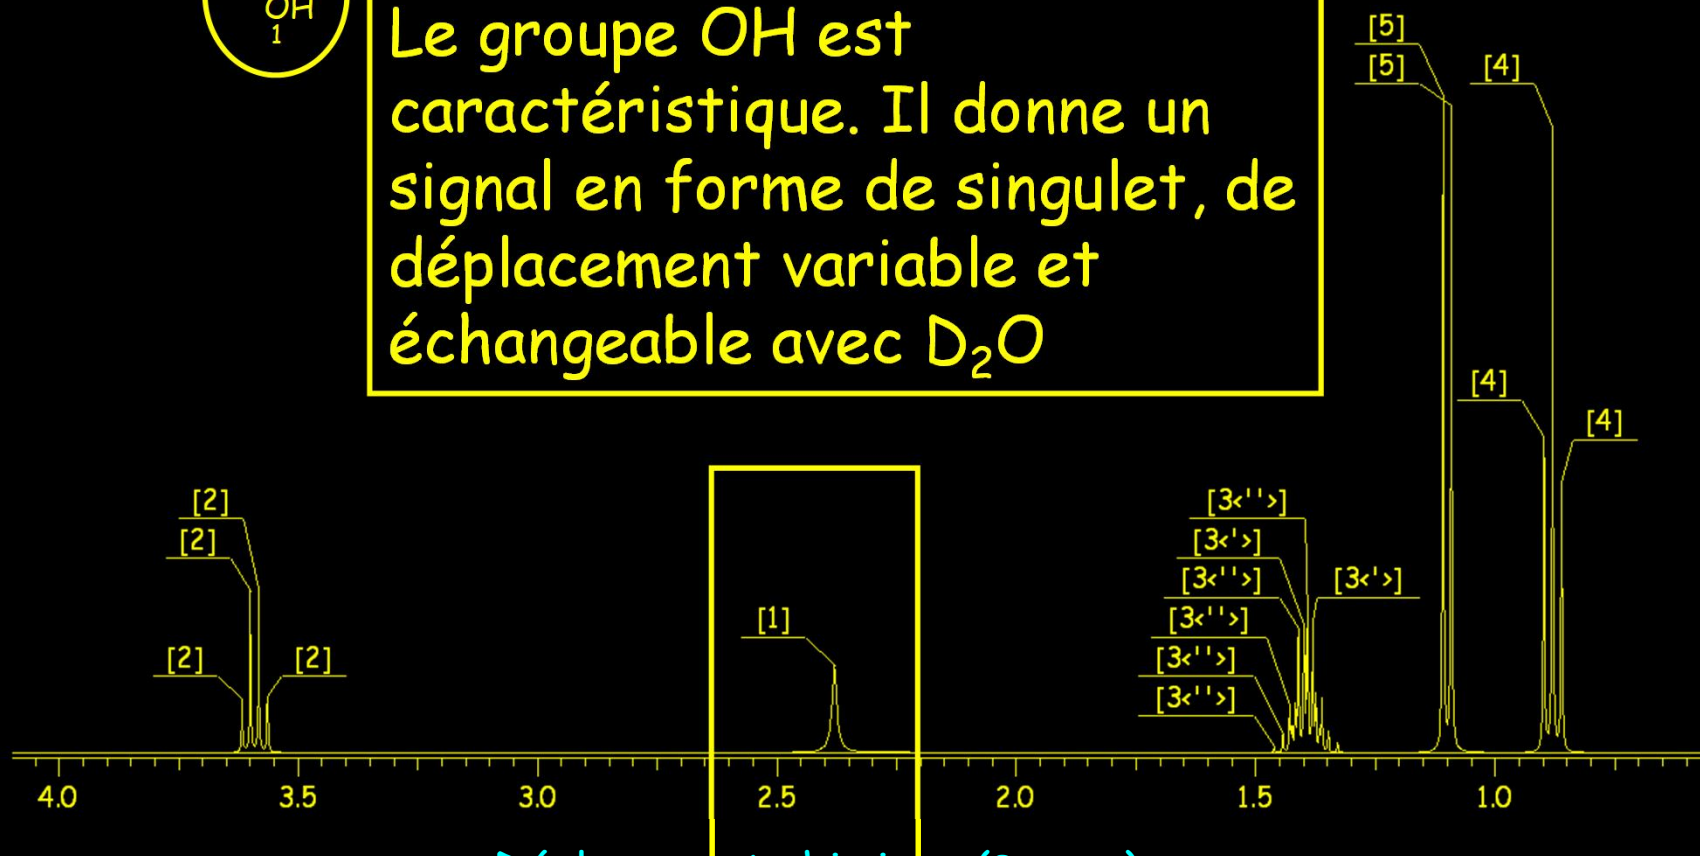 OH
1
Le groupe OH est
caractéristique. Il donne un
signal en forme de singulet, de
déplacement variable et
échangeable avec D₂O
[5]
[5]
[4]
[4]
[4]
[2]
[2]
[2]
[2]
[1]
[3<''>]
[3<'>]
[3<''>]
[3<'>]
[3<''>]
[3<''>]
[3<''>]
4.0 3.5 3.0 2.5 2.0 1.5 1.0